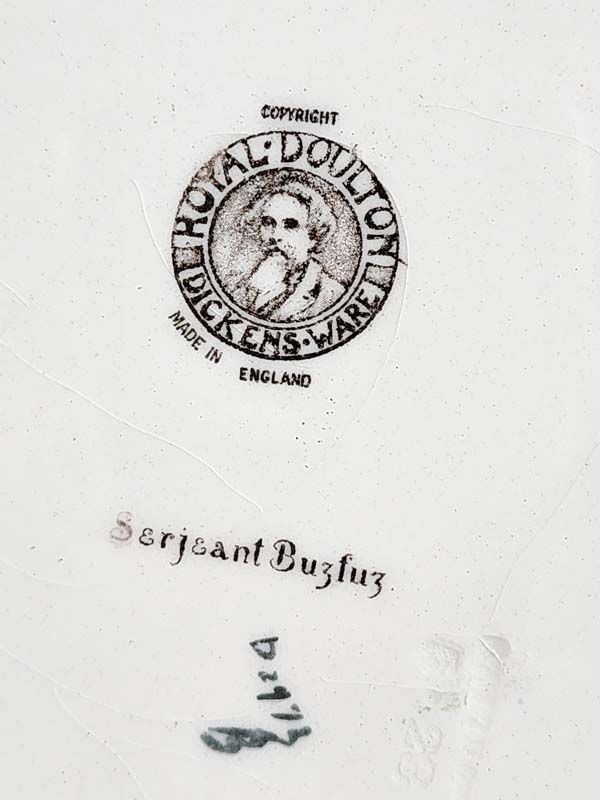 COPYRIGHT
ROYAL·DOULTON
DICKENS·WARE
MADE IN
ENGLAND
Serjeant Buzfuz